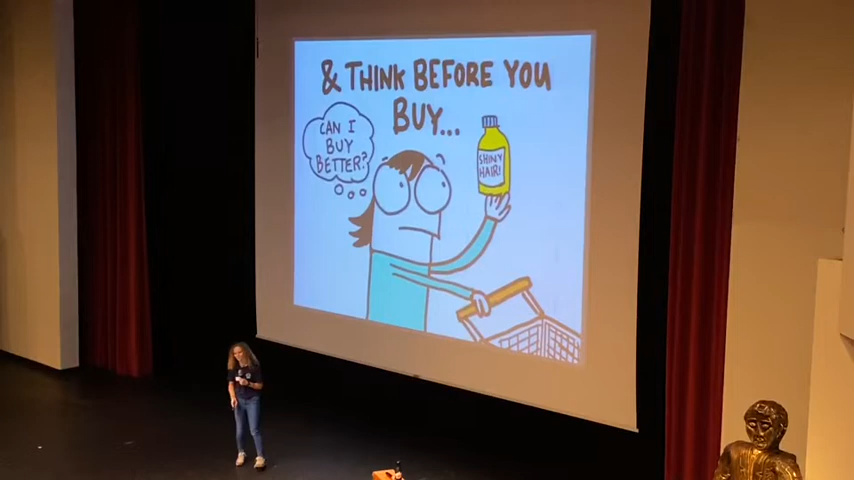 & THINK BEFORE YOU
BUY...
CAN I
BUY
BETTER?
SHINY
HAIR!